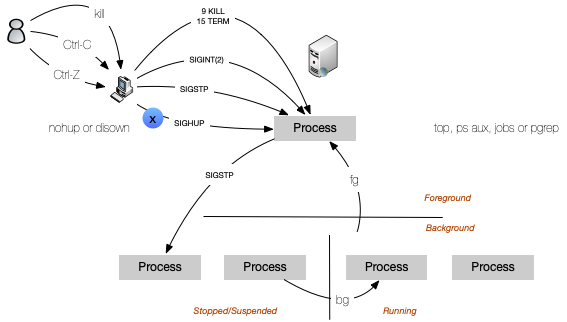 kill
9 KILL
15 TERM
Ctrl-C
Ctrl-Z
SIGINT(2)
SIGSTP
X
SIGHUP
nohup or disown
Process
top, ps aux, jobs or pgrep
SIGSTP
fg
Foreground
Background
Process
Process
Process
Process
bg
Stopped/Suspended
Running